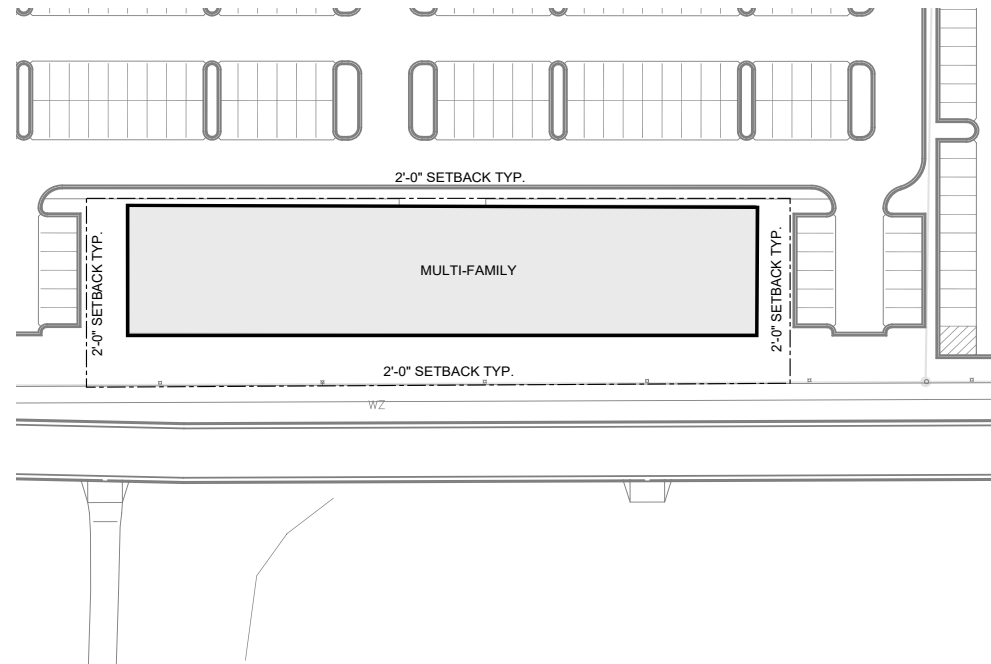 2'-0" SETBACK TYP.
2'-0" SETBACK TYP.
MULTI-FAMILY
2'-0" SETBACK TYP.
2'-0" SETBACK TYP.
WZ